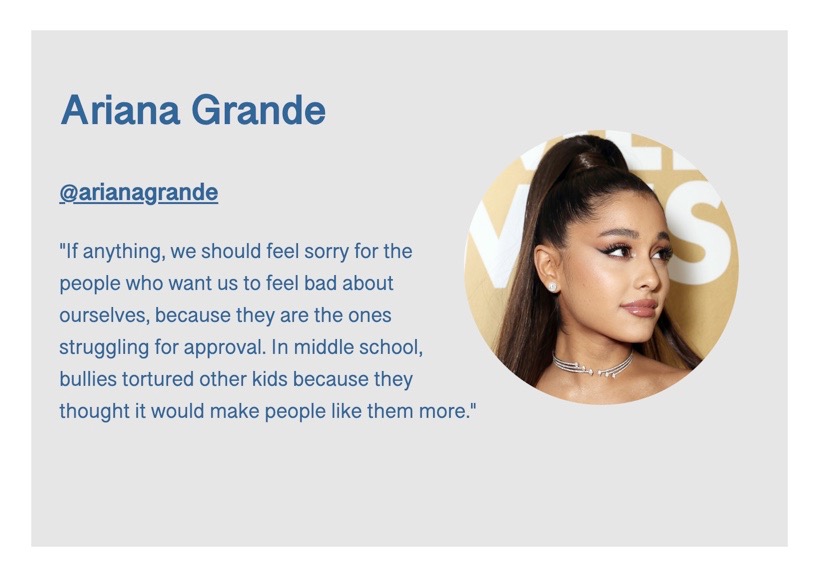 Ariana Grande
@arianagrande
"If anything, we should feel sorry for the
people who want us to feel bad about
ourselves, because they are the ones
struggling for approval. In middle school,
bullies tortured other kids because they
thought it would make people like them more."